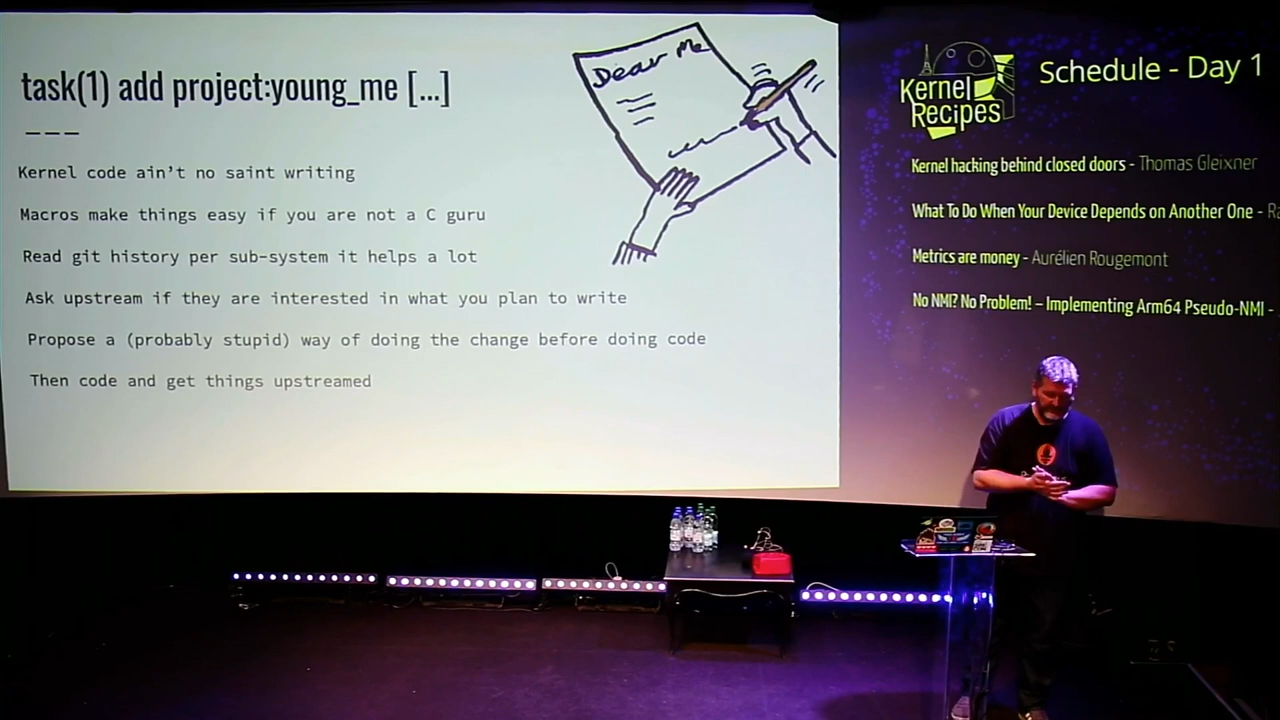 task(1) add project:young_me [...]
---
Kernel code ain't no saint writing
Macros make things easy if you are not a C guru
Read git history per sub-system it helps a lot
Ask upstream if they are interested in what you plan to write
Propose a (probably stupid) way of doing the change before doing code
Then code and get things upstreamed
Dear Me
Kernel
Recipes
Schedule - Day 1
Kernel hacking behind closed doors - Thomas Gleixner
What To Do When Your Device Depends on Another One -
Metrics are money - Aurélien Rougemont
No NMI? No Problem! – Implementing Arm64 Pseudo-NMI -